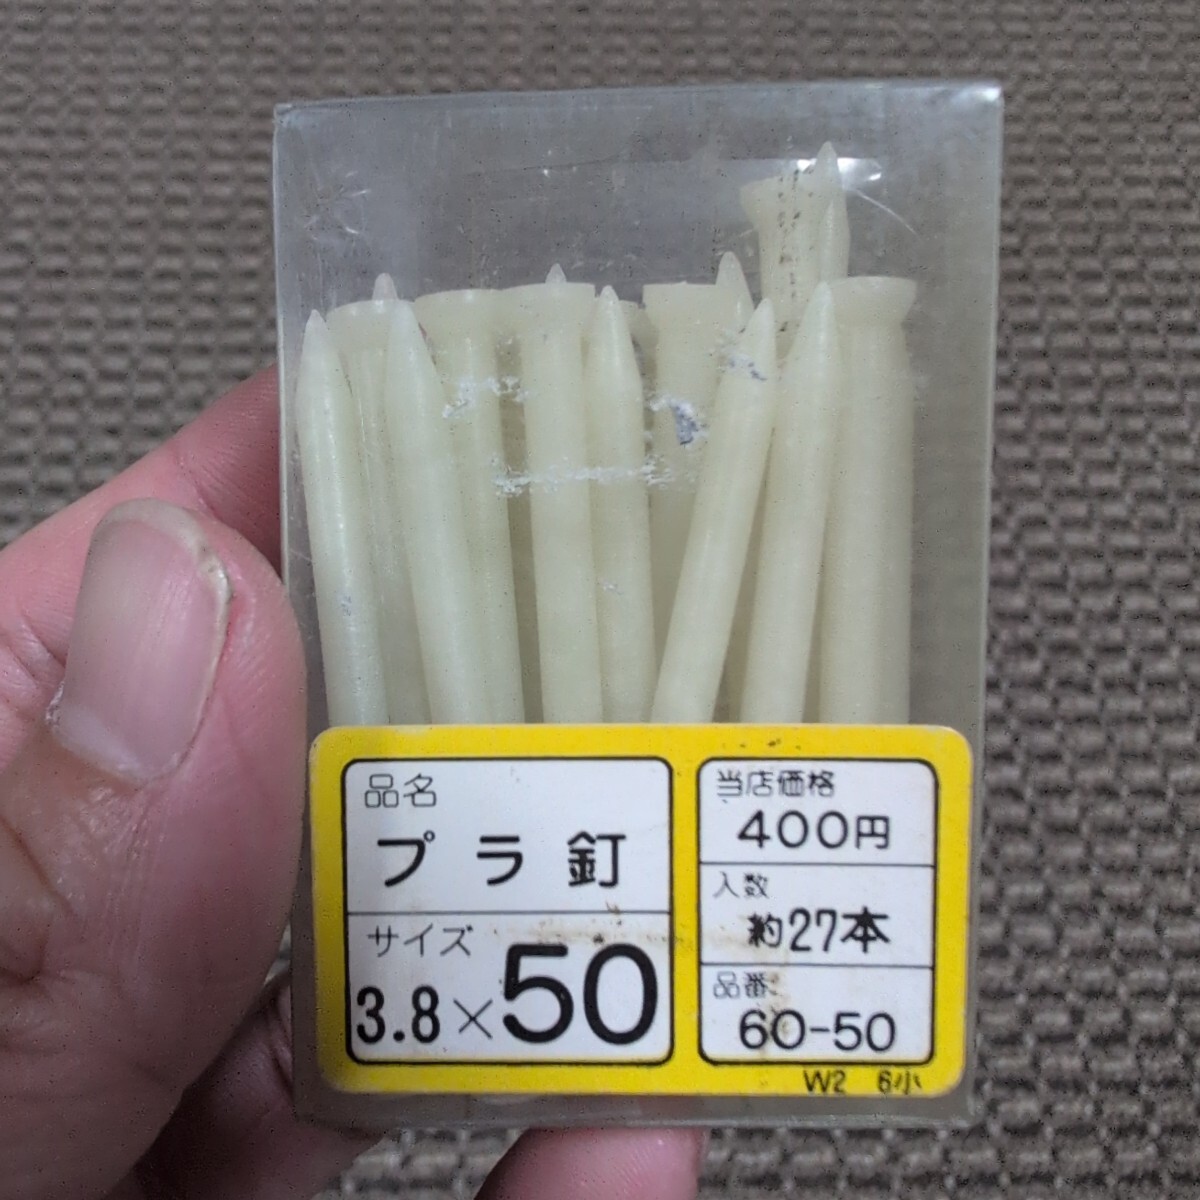 品名
プラ釘
サイズ
3.8×50
当店価格
400円
入数
約27本
品番
60-50
W2 6小